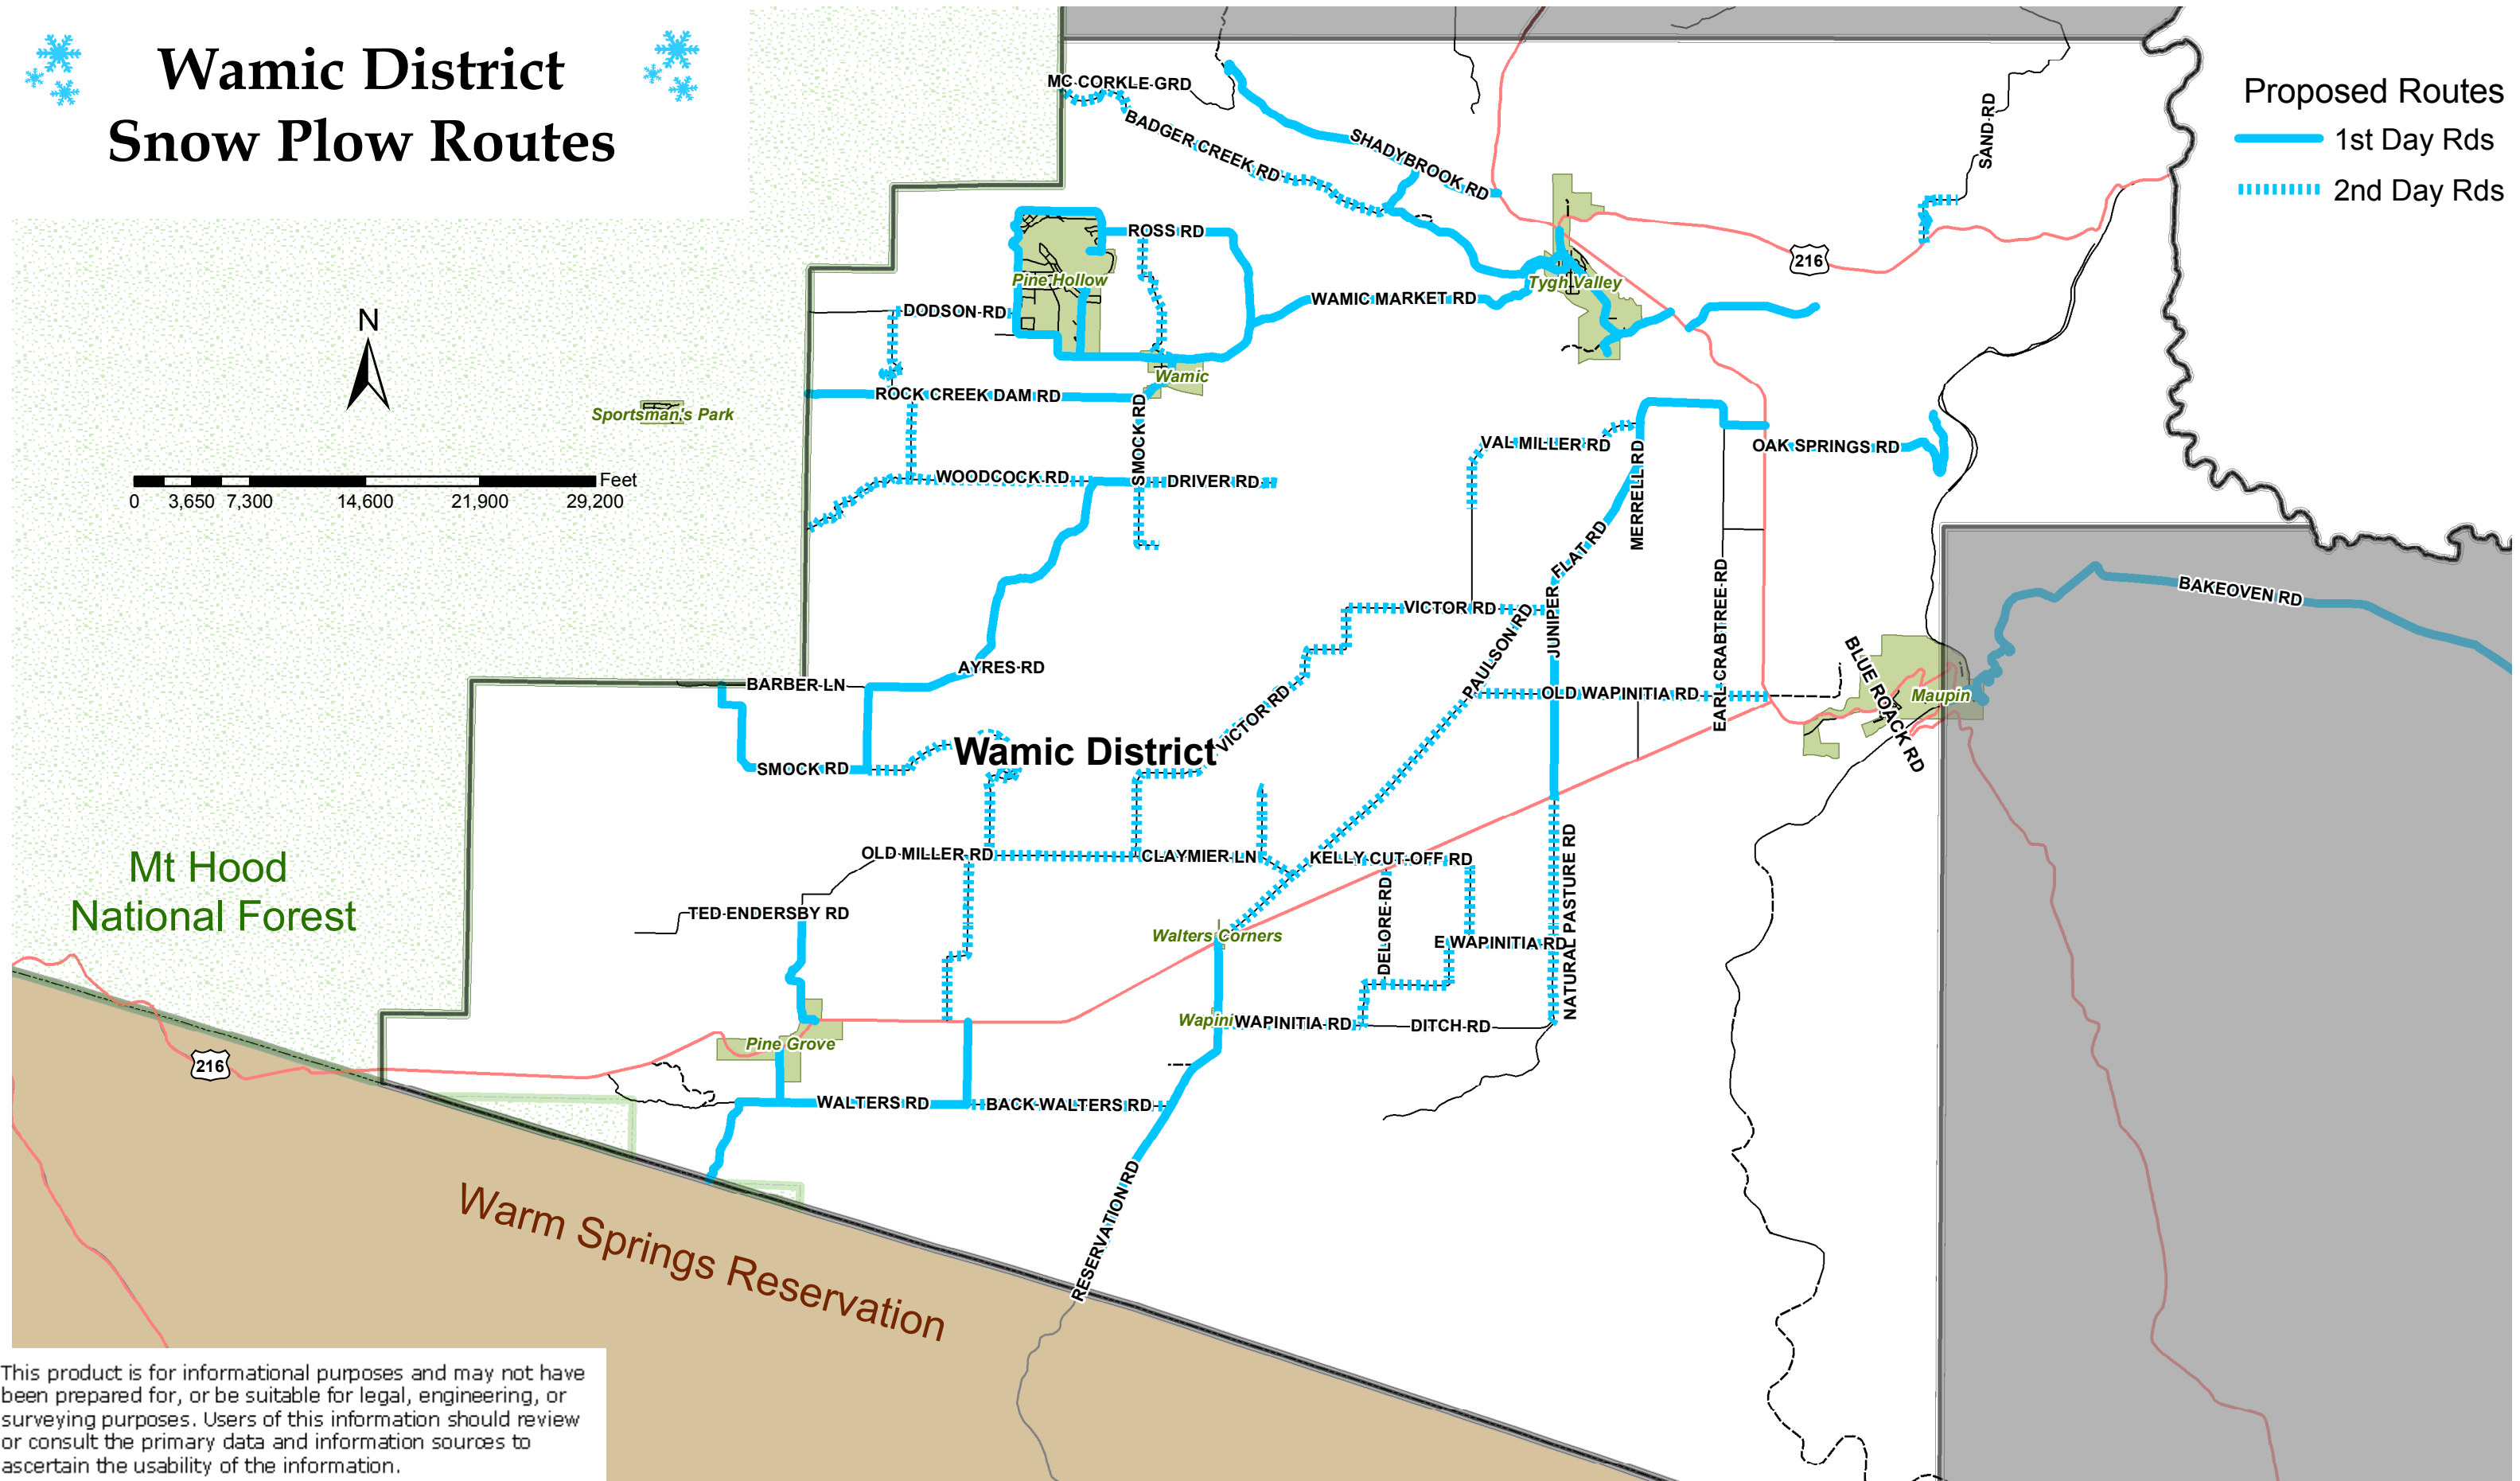 Wamic District
Snow Plow Routes
Proposed Routes
1st Day Rds
2nd Day Rds
MC CORKLE GRD
BADGER CREEK RD
SHADYBROOK RD
SAND RD
ROSS RD
216
Pine Hollow
Tygh Valley
DODSON RD
WAMIC MARKET RD
N
Wamic
ROCK CREEK DAM RD
Sportsman's Park
SMOCK RD
VAL MILLER RD
OAK SPRINGS RD
MERRELL RD
WOODCOCK RD
DRIVER RD
Feet
0 3,650 7,300 14,600 21,900 29,200
FLAT RD
JUNIPER
BAKEOVEN RD
VICTOR RD
PAULSON RD
EARL CRABTREE RD
BLUE ROACK RD
AYRES RD
BARBER LN
OLD WAPINITIA RD
Maupin
VICTOR RD
Wamic District
SMOCK RD
OLD MILLER RD
CLAYMIER LN
KELLY CUT-OFF RD
NATURAL PASTURE RD
Mt Hood
National Forest
TED ENDERSBY RD
DELORE RD
Walters Corners
E WAPINITIA RD
Wapini
WAPINITIA RD
DITCH RD
Pine Grove
216
WALTERS RD
BACK WALTERS RD
RESERVATION RD
Warm Springs Reservation
This product is for informational purposes and may not have
been prepared for, or be suitable for legal, engineering, or
surveying purposes. Users of this information should review
or consult the primary data and information sources to
ascertain the usability of the information.